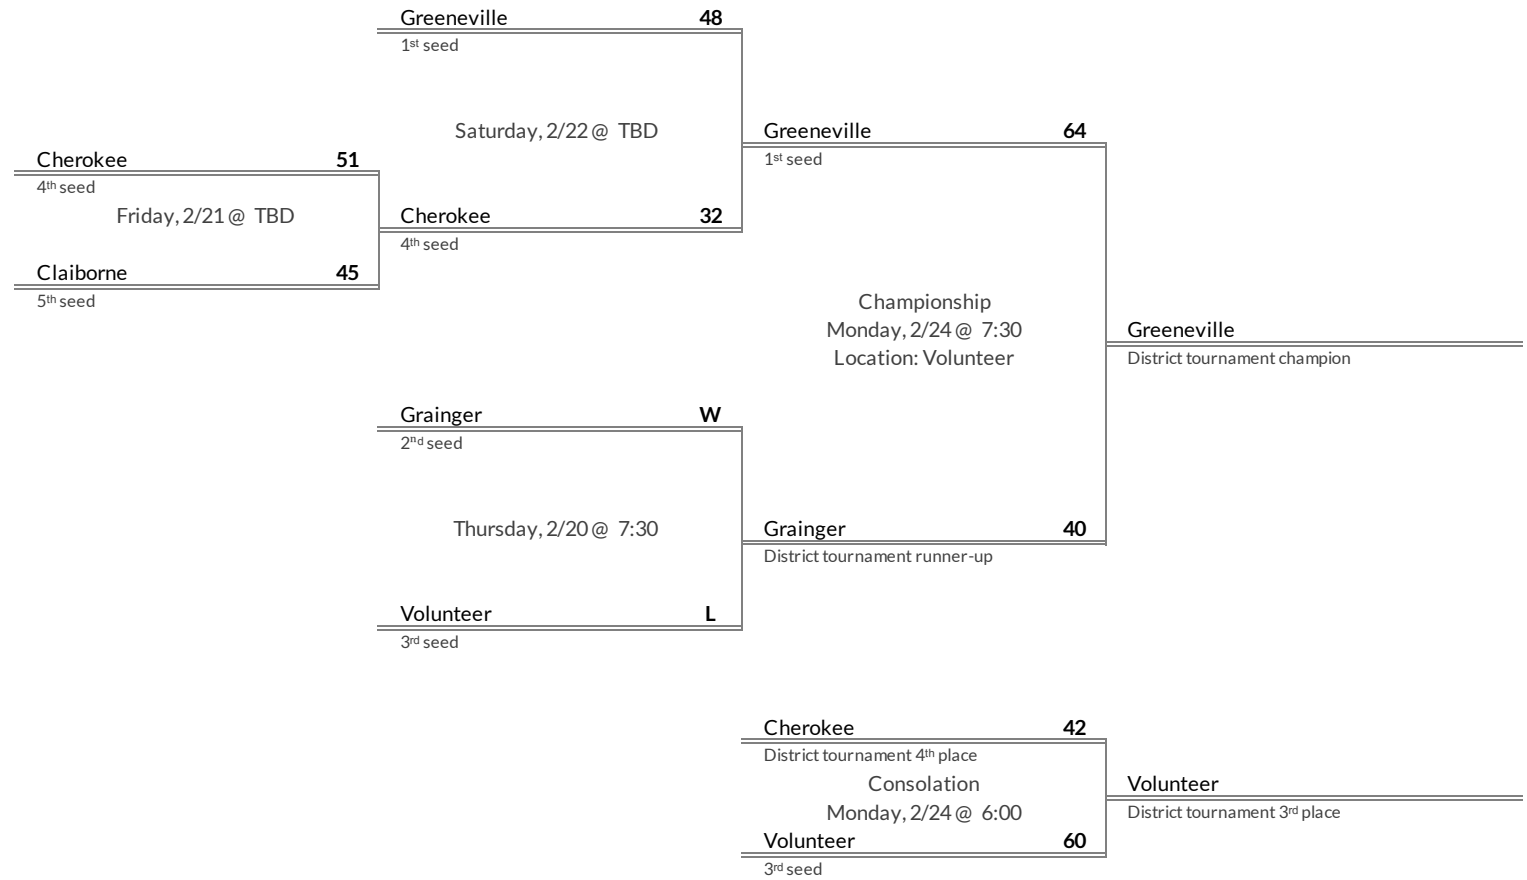 Greeneville 48
1st seed
Saturday, 2/22 @ TBD
Greeneville 64
1st seed
Cherokee 51
4th seed
Friday, 2/21 @ TBD
Cherokee 32
4th seed
Claiborne 45
5th seed
Championship
Monday, 2/24 @ 7:30
Location: Volunteer
Greeneville
District tournament champion
Grainger W
2nd seed
Thursday, 2/20 @ 7:30
Grainger 40
District tournament runner-up
Volunteer L
3rd seed
Cherokee 42
District tournament 4th place
Consolation
Monday, 2/24 @ 6:00
Volunteer
District tournament 3rd place
Volunteer 60
3rd seed